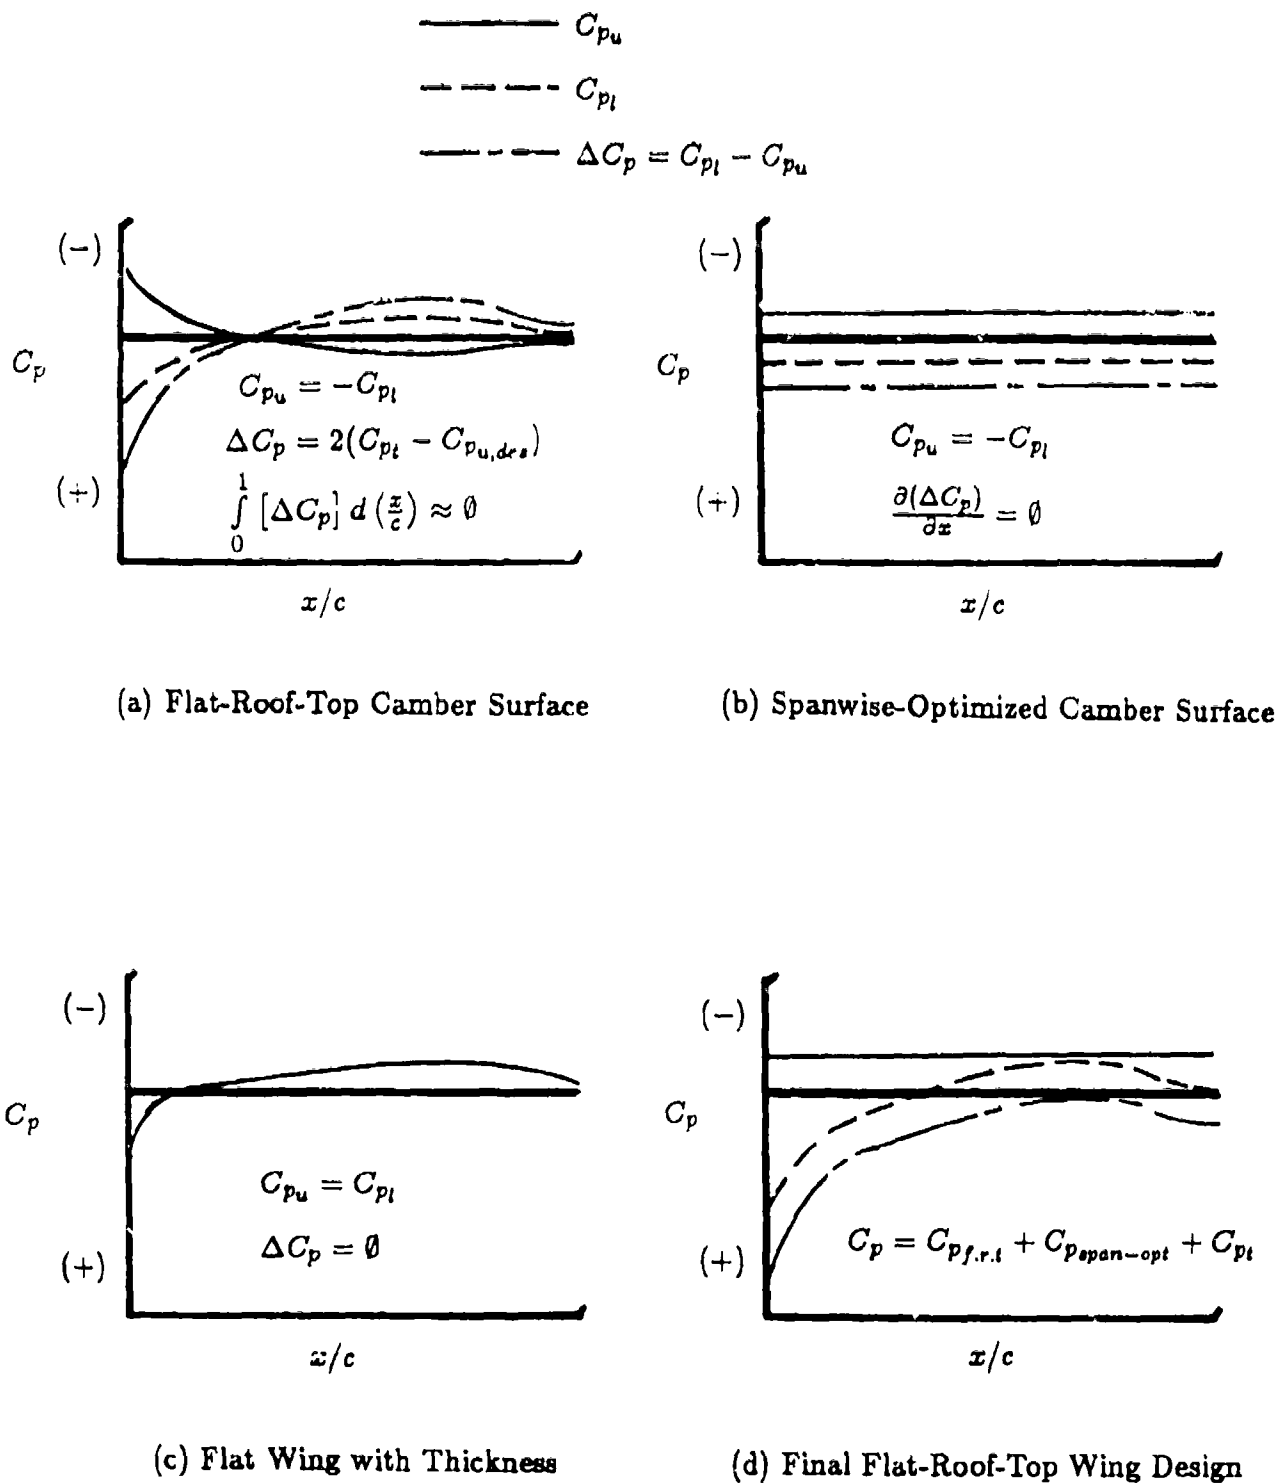 C_{p_u}
C_{p_l}
ΔC_p = C_{p_l} − C_{p_u}
(−)
C_p
(+)
C_{p_u} = −C_{p_l}
ΔC_p = 2(C_{p_t} − C_{p_{u,des}})
∫_0^1 [ΔC_p] d(x/c) ≈ ∅
x/c
(a) Flat-Roof-Top Camber Surface
(−)
C_p
(+)
C_{p_u} = −C_{p_l}
∂(ΔC_p)/∂x = ∅
x/c
(b) Spanwise-Optimized Camber Surface
(−)
C_p
(+)
C_{p_u} = C_{p_l}
ΔC_p = ∅
x/c
(c) Flat Wing with Thickness
(−)
C_p
(+)
C_p = C_{p_{f.r.t}} + C_{p_{span-opt}} + C_{p_t}
x/c
(d) Final Flat-Roof-Top Wing Design